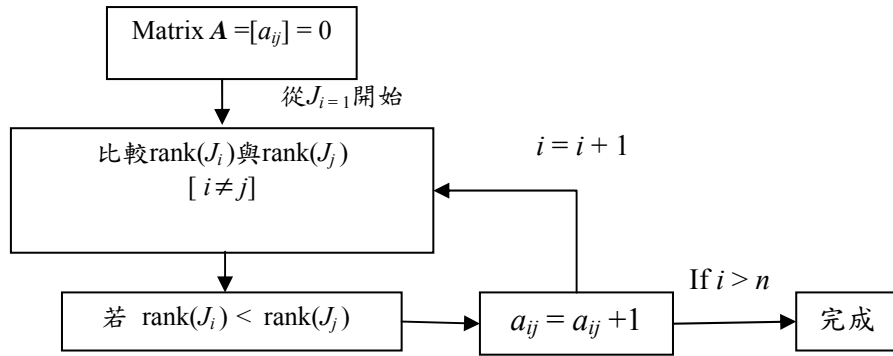 Matrix A =[aij] = 0
從Ji = 1開始
比較rank(Ji)與rank(Jj)
[ i≠j]
i = i + 1
若 rank(Ji) < rank(Jj)
aij = aij +1
If i > n
完成